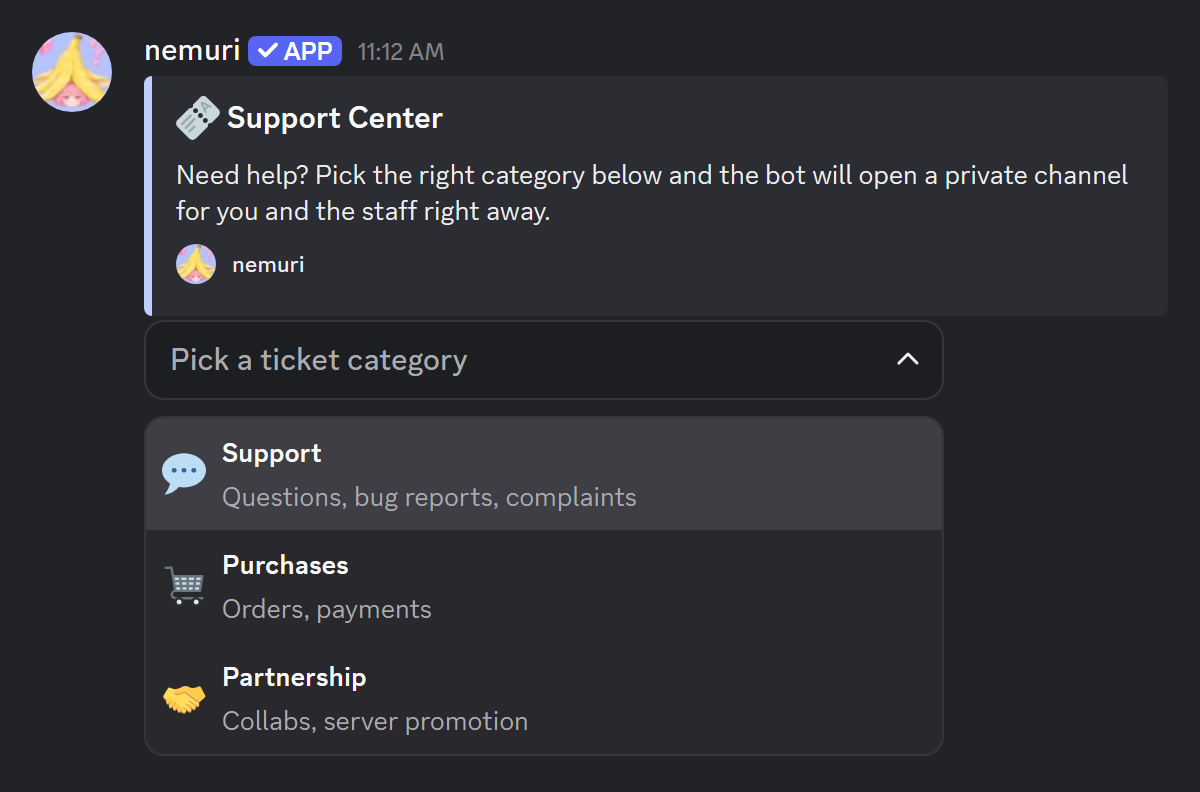 nemuri APP 11:12 AM
Support Center
Need help? Pick the right category below and the bot will open a private channel
for you and the staff right away.
nemuri
Pick a ticket category
Support
Questions, bug reports, complaints
Purchases
Orders, payments
Partnership
Collabs, server promotion